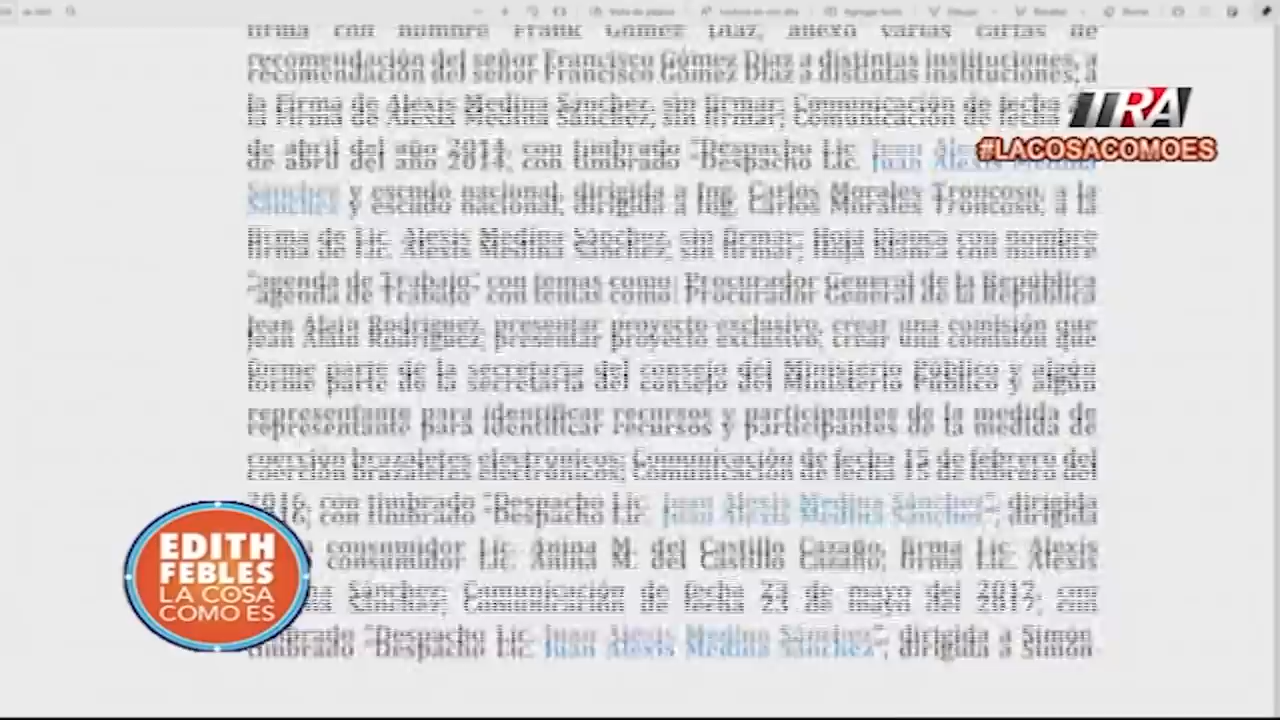 firma con nombre Frank Gómez Díaz, anexo varias cartas de
recomendación del señor Francisco Gómez Díaz a distintas instituciones, a
la Firma de Alexis Medina Sánchez, sin firmar; Comunicación de fecha
TRA
de abril del año 2014, con timbrado "Despacho Lic. Juan Alexis Medina
#LACOSACOMOES
Sánchez y escudo nacional, dirigida a Ing. Carlos Morales Troncoso, a la
firma de Lic. Alexis Medina Sánchez, sin firmar; Hoja Blanca con nombre
"agenda de Trabajo" con temas como: Procurador General de la República
Jean Alain Rodríguez, presentar proyecto exclusivo, crear una comisión que
forme parte de la secretaria del consejo del Ministerio Público y algún
representante para identificar recursos y participantes de la medida de
coersivo brazaletes electrónicos; Comunicación de fecha 15 de febrero del
con timbrado "Despacho Lic. Juan Alexis Medina Sánchez", dirigida
consumidor Lic. Anina M. del Castillo firma Lic. Alexis
Sánchez; Comunicación de fecha 23 de mayo del 2017, con
timbrado "Despacho Lic. Juan Alexis Medina Sánchez", dirigida a Simón
EDITH
FEBLES
LA COSA
COMO ES